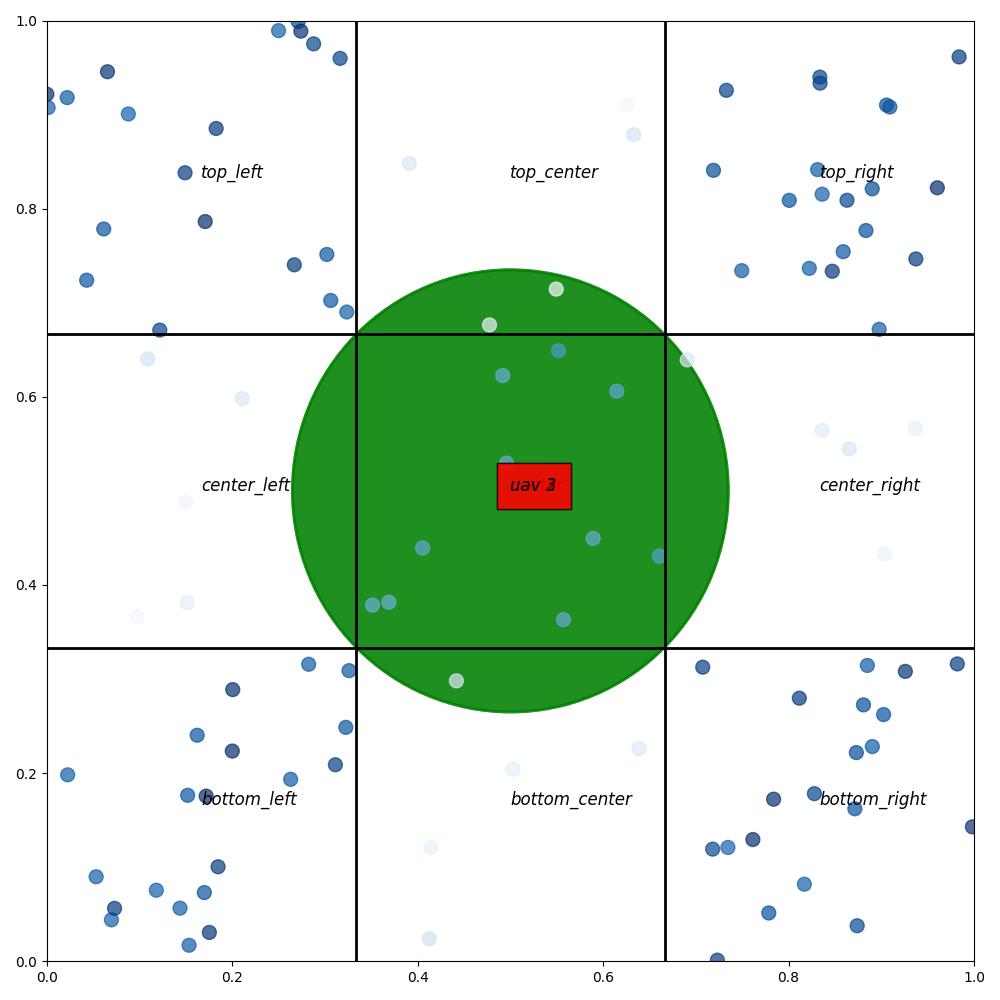 1.0
top_left top_center top_right
0.8
0.6
center_left uav center_right
0.4
0.2
bottom_left bottom_center bottom_right
0.0
0.0 0.2 0.4 0.6 0.8 1.0